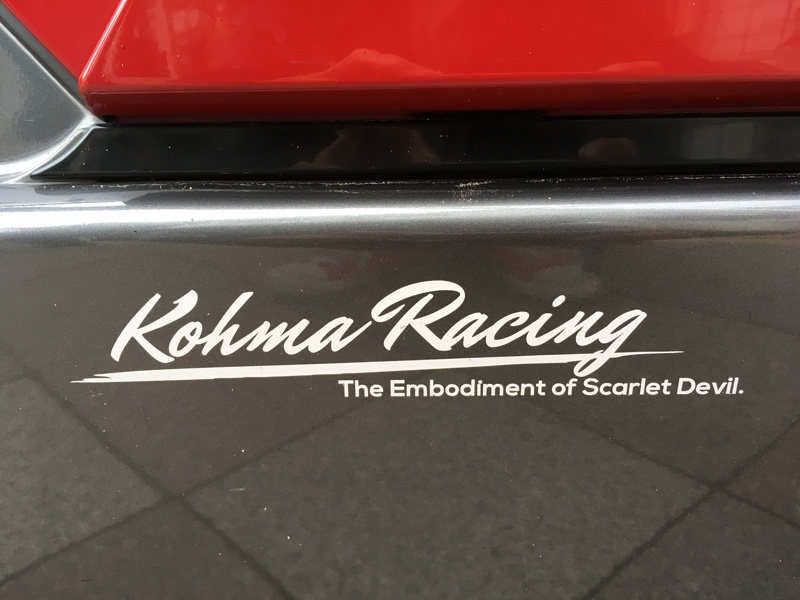 Kohma Racing
The Embodiment of Scarlet Devil.